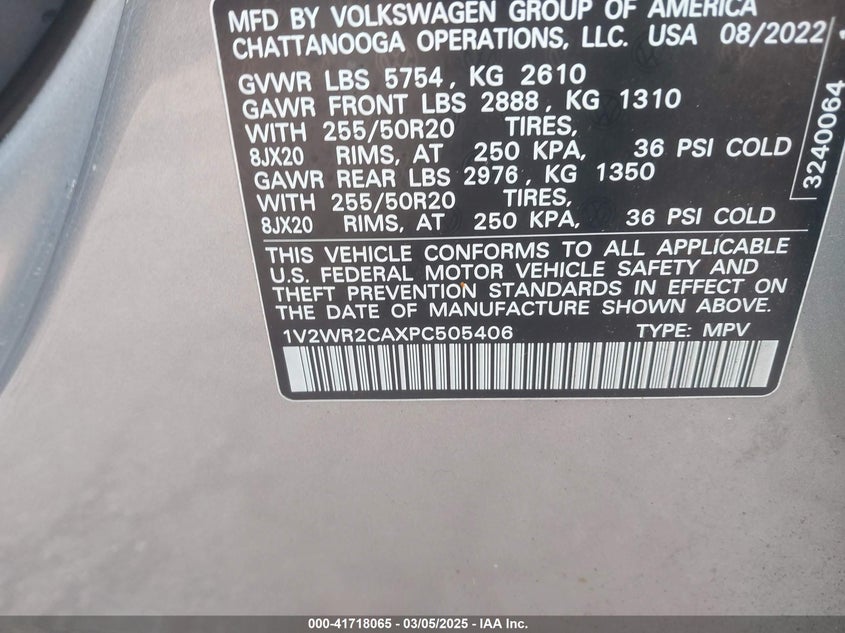 MFD BY VOLKSWAGEN GROUP OF AMERICA
CHATTANOOGA OPERATIONS, LLC. USA 08/2022
GVWR LBS 5754, KG 2610
GAWR FRONT LBS 2888, KG 1310
WITH 255/50R20 TIRES,
8JX20 RIMS, AT 250 KPA, 36 PSI COLD
GAWR REAR LBS 2976, KG 1350
WITH 255/50R20 TIRES,
8JX20 RIMS, AT 250 KPA, 36 PSI COLD
THIS VEHICLE CONFORMS TO ALL APPLICABLE
U.S. FEDERAL MOTOR VEHICLE SAFETY AND
THEFT PREVENTION STANDARDS IN EFFECT ON
THE DATE OF MANUFACTURE SHOWN ABOVE.
1V2WR2CAXPC505406 TYPE: MPV
3240064
000-41718065 - 03/05/2025 - IAA Inc.